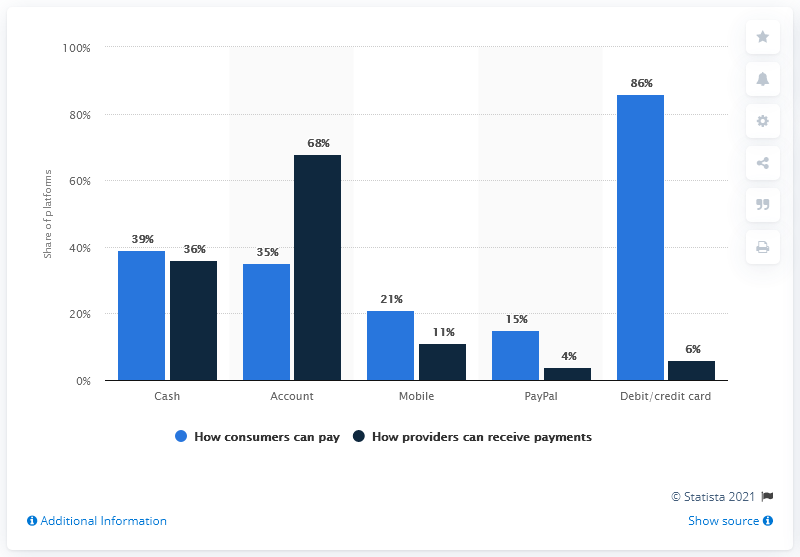 100%
80%
60%
40%
20%
0%
Share of platforms
39%
36%
35%
68%
21%
11%
15%
4%
86%
6%
Cash
Account
Mobile
PayPal
Debit/credit card
How consumers can pay
How providers can receive payments
© Statista 2021
Additional Information
Show source